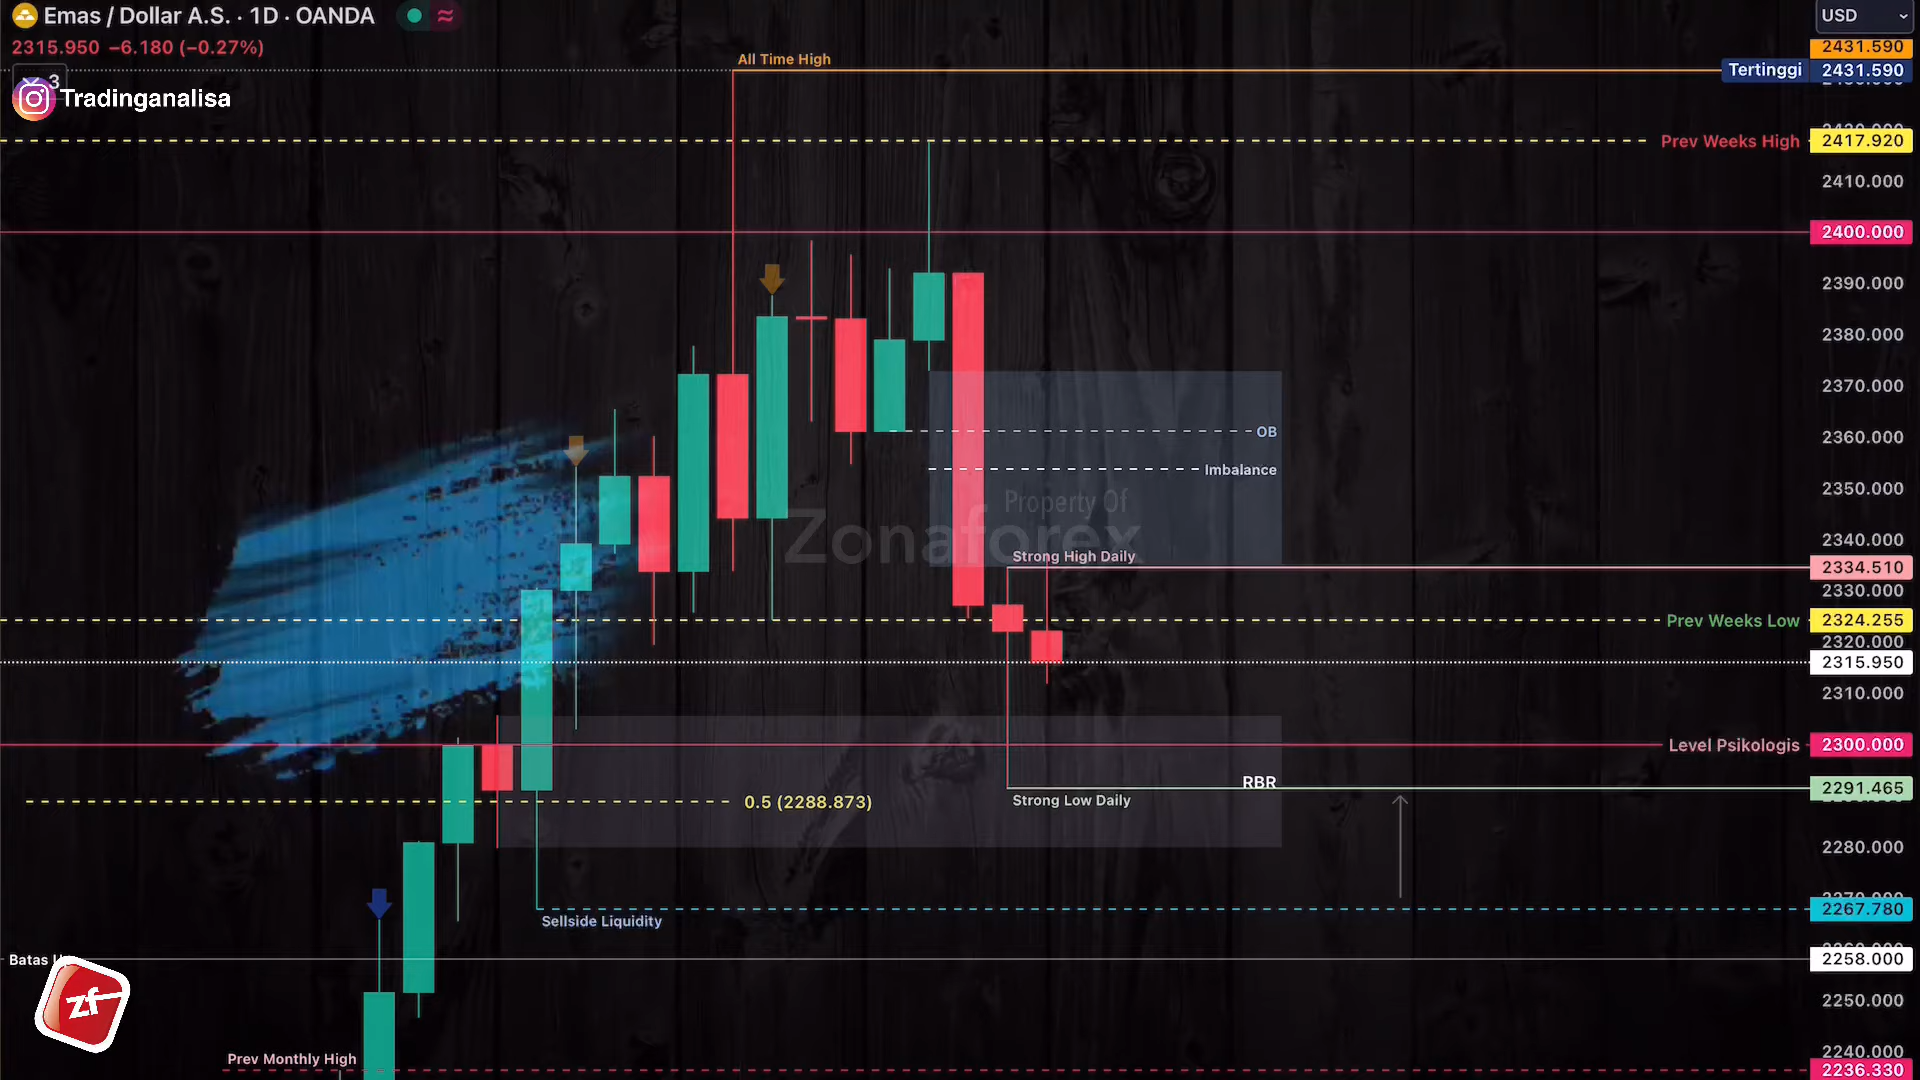 Emas / Dollar A.S. · 1D · OANDA
USD
2315.950 −6.180 (−0.27%)
3
Tradinganalisa
All Time High
2431.590
Tertinggi 2431.590
Prev Weeks High 2417.920
2410.000
2400.000
2390.000
2380.000
2370.000
2360.000
OB
Imbalance
2350.000
Property Of
Zonaforex
2340.000
Strong High Daily
2334.510
2330.000
Prev Weeks Low 2324.255
2320.000
2315.950
2310.000
Level Psikologis 2300.000
RBR
2291.465
Strong Low Daily
0.5 (2288.873)
2280.000
2267.780
Sellside Liquidity
Batas
2258.000
zf
2250.000
2240.000
Prev Monthly High
2236.330